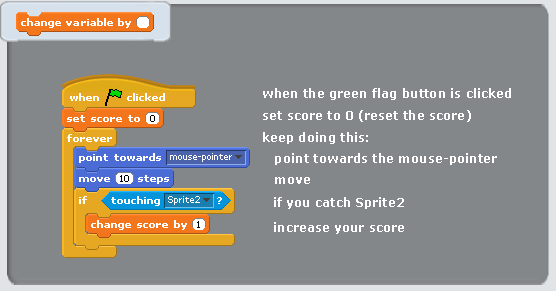 change variable by
when clicked
set score to 0
forever
point towards mouse-pointer
move 10 steps
if touching Sprite2 ?
change score by 1
when the green flag button is clicked
set score to 0 (reset the score)
keep doing this:
point towards the mouse-pointer
move
if you catch Sprite2
increase your score